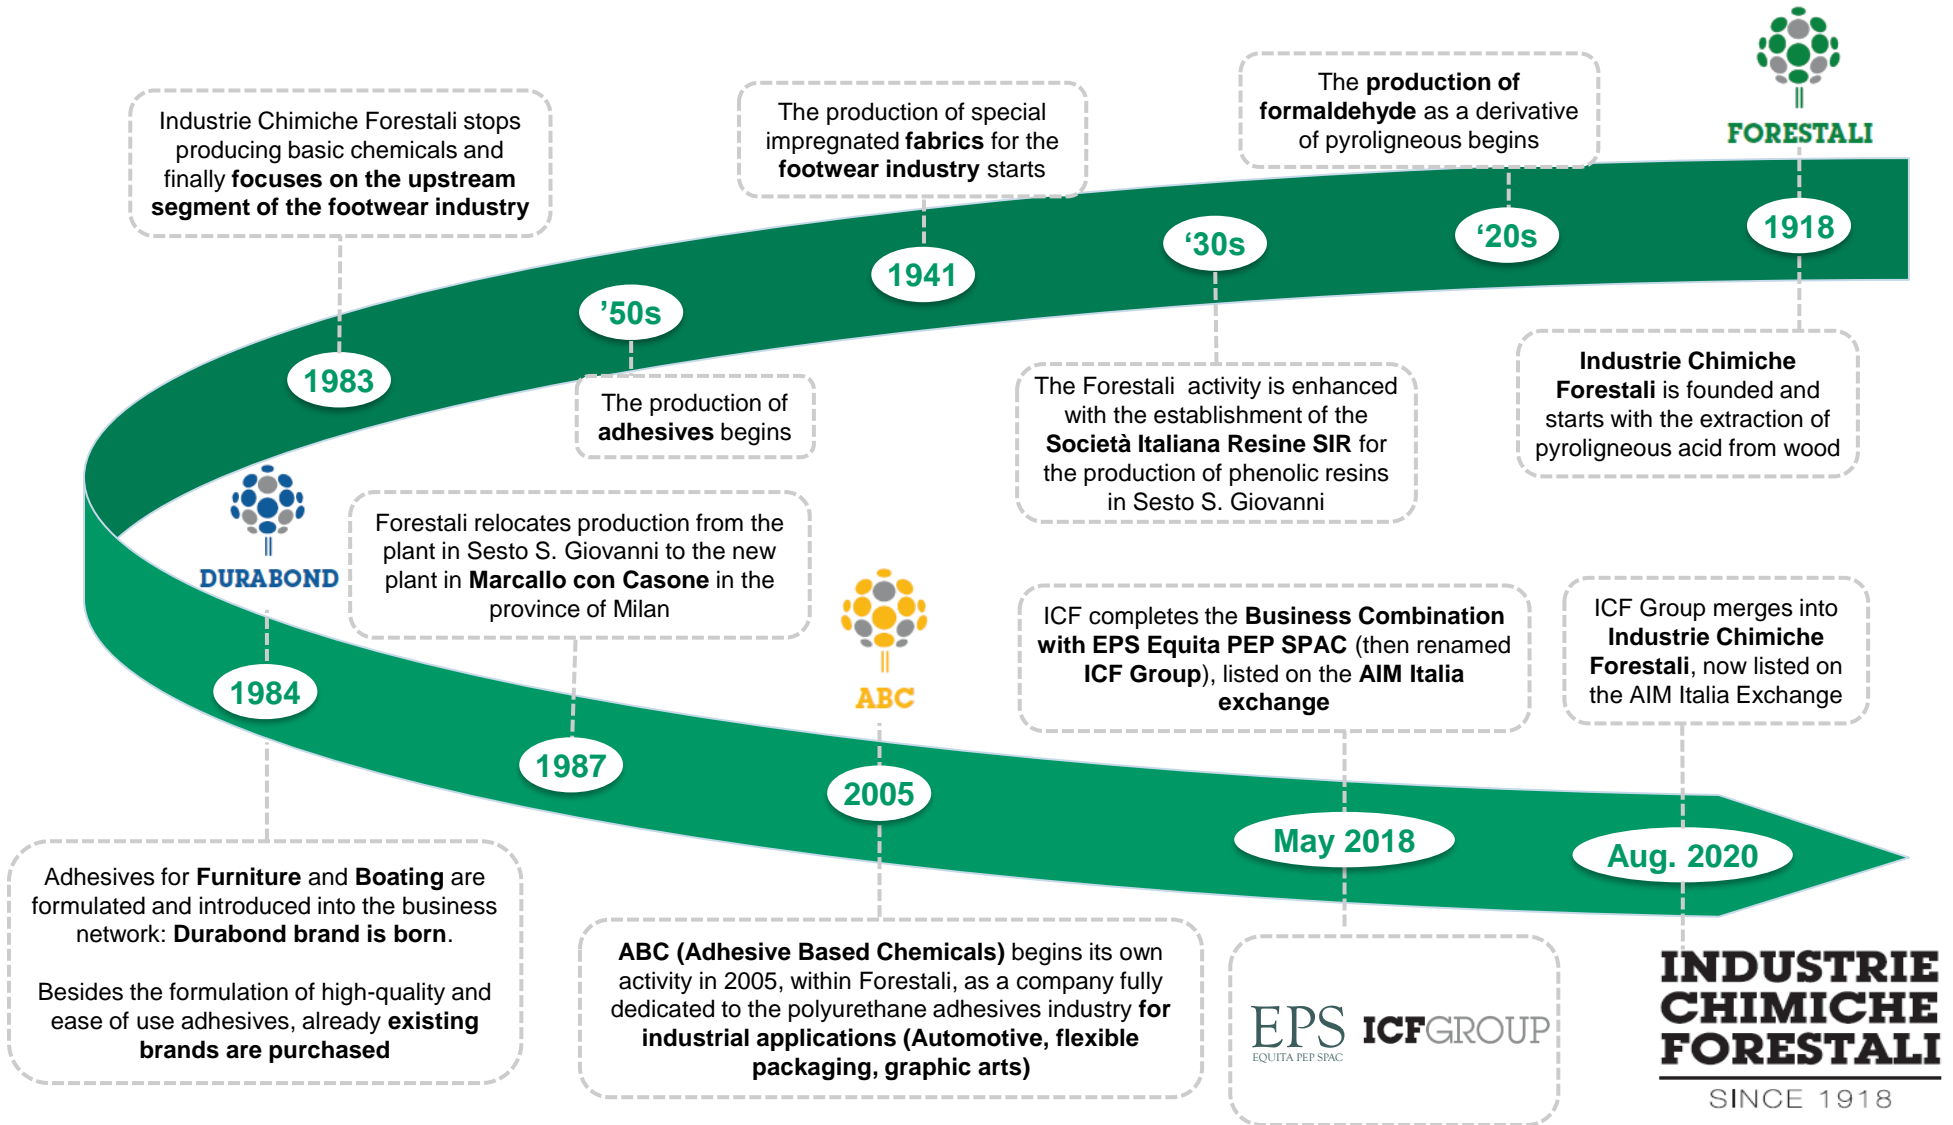 FORESTALI
1918
Industrie Chimiche
Forestali is founded and
starts with the extraction of
pyroligneous acid from wood
The production of
formaldehyde as a derivative
of pyroligneous begins
‘20s
‘30s
The Forestali activity is enhanced
with the establishment of the
Società Italiana Resine SIR for
the production of phenolic resins
in Sesto S. Giovanni
The production of special
impregnated fabrics for the
footwear industry starts
1941
’50s
The production of
adhesives begins
Industrie Chimiche Forestali stops
producing basic chemicals and
finally focuses on the upstream
segment of the footwear industry
1983
DURABOND
1984
Adhesives for Furniture and Boating are
formulated and introduced into the business
network: Durabond brand is born.
Besides the formulation of high-quality and
ease of use adhesives, already existing
brands are purchased
Forestali relocates production from the
plant in Sesto S. Giovanni to the new
plant in Marcallo con Casone in the
province of Milan
1987
ABC
2005
ABC (Adhesive Based Chemicals) begins its own
activity in 2005, within Forestali, as a company fully
dedicated to the polyurethane adhesives industry for
industrial applications (Automotive, flexible
packaging, graphic arts)
ICF completes the Business Combination
with EPS Equita PEP SPAC (then renamed
ICF Group), listed on the AIM Italia
exchange
May 2018
EPS
EQUITA PEP SPAC
ICFGROUP
ICF Group merges into
Industrie Chimiche
Forestali, now listed on
the AIM Italia Exchange
Aug. 2020
INDUSTRIE
CHIMICHE
FORESTALI
SINCE 1918